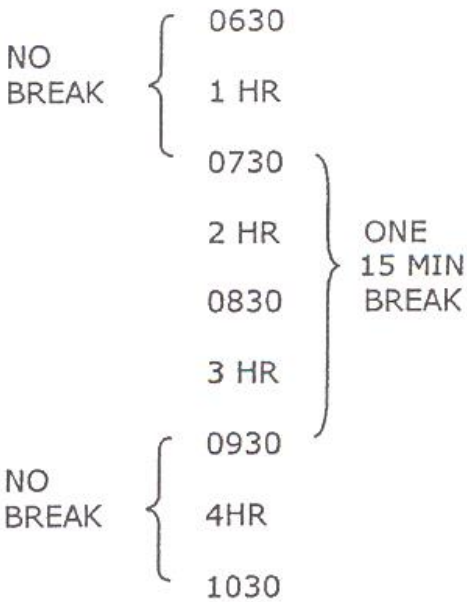 0630
NO
BREAK
1 HR
0730
2 HR
ONE
15 MIN
BREAK
0830
3 HR
0930
NO
BREAK
4HR
1030